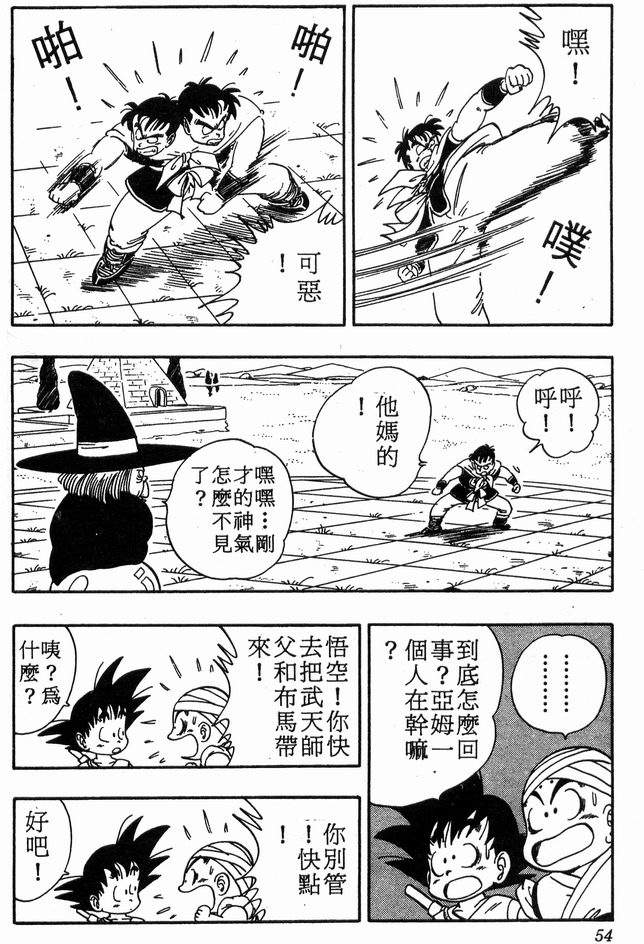 嘿！
噗！
啪！
啪！
可惡
！
呼！
呼！
他媽的
！
嘿嘿…剛
才的神氣
怎麼不見
了？
………
到底怎麼回
事？亞姆一
個人在幹嘛
？
悟空！你快
去把武天師
父和布馬帶
來！
咦？為
什麼？
你別管
！快點
！
好吧！
54